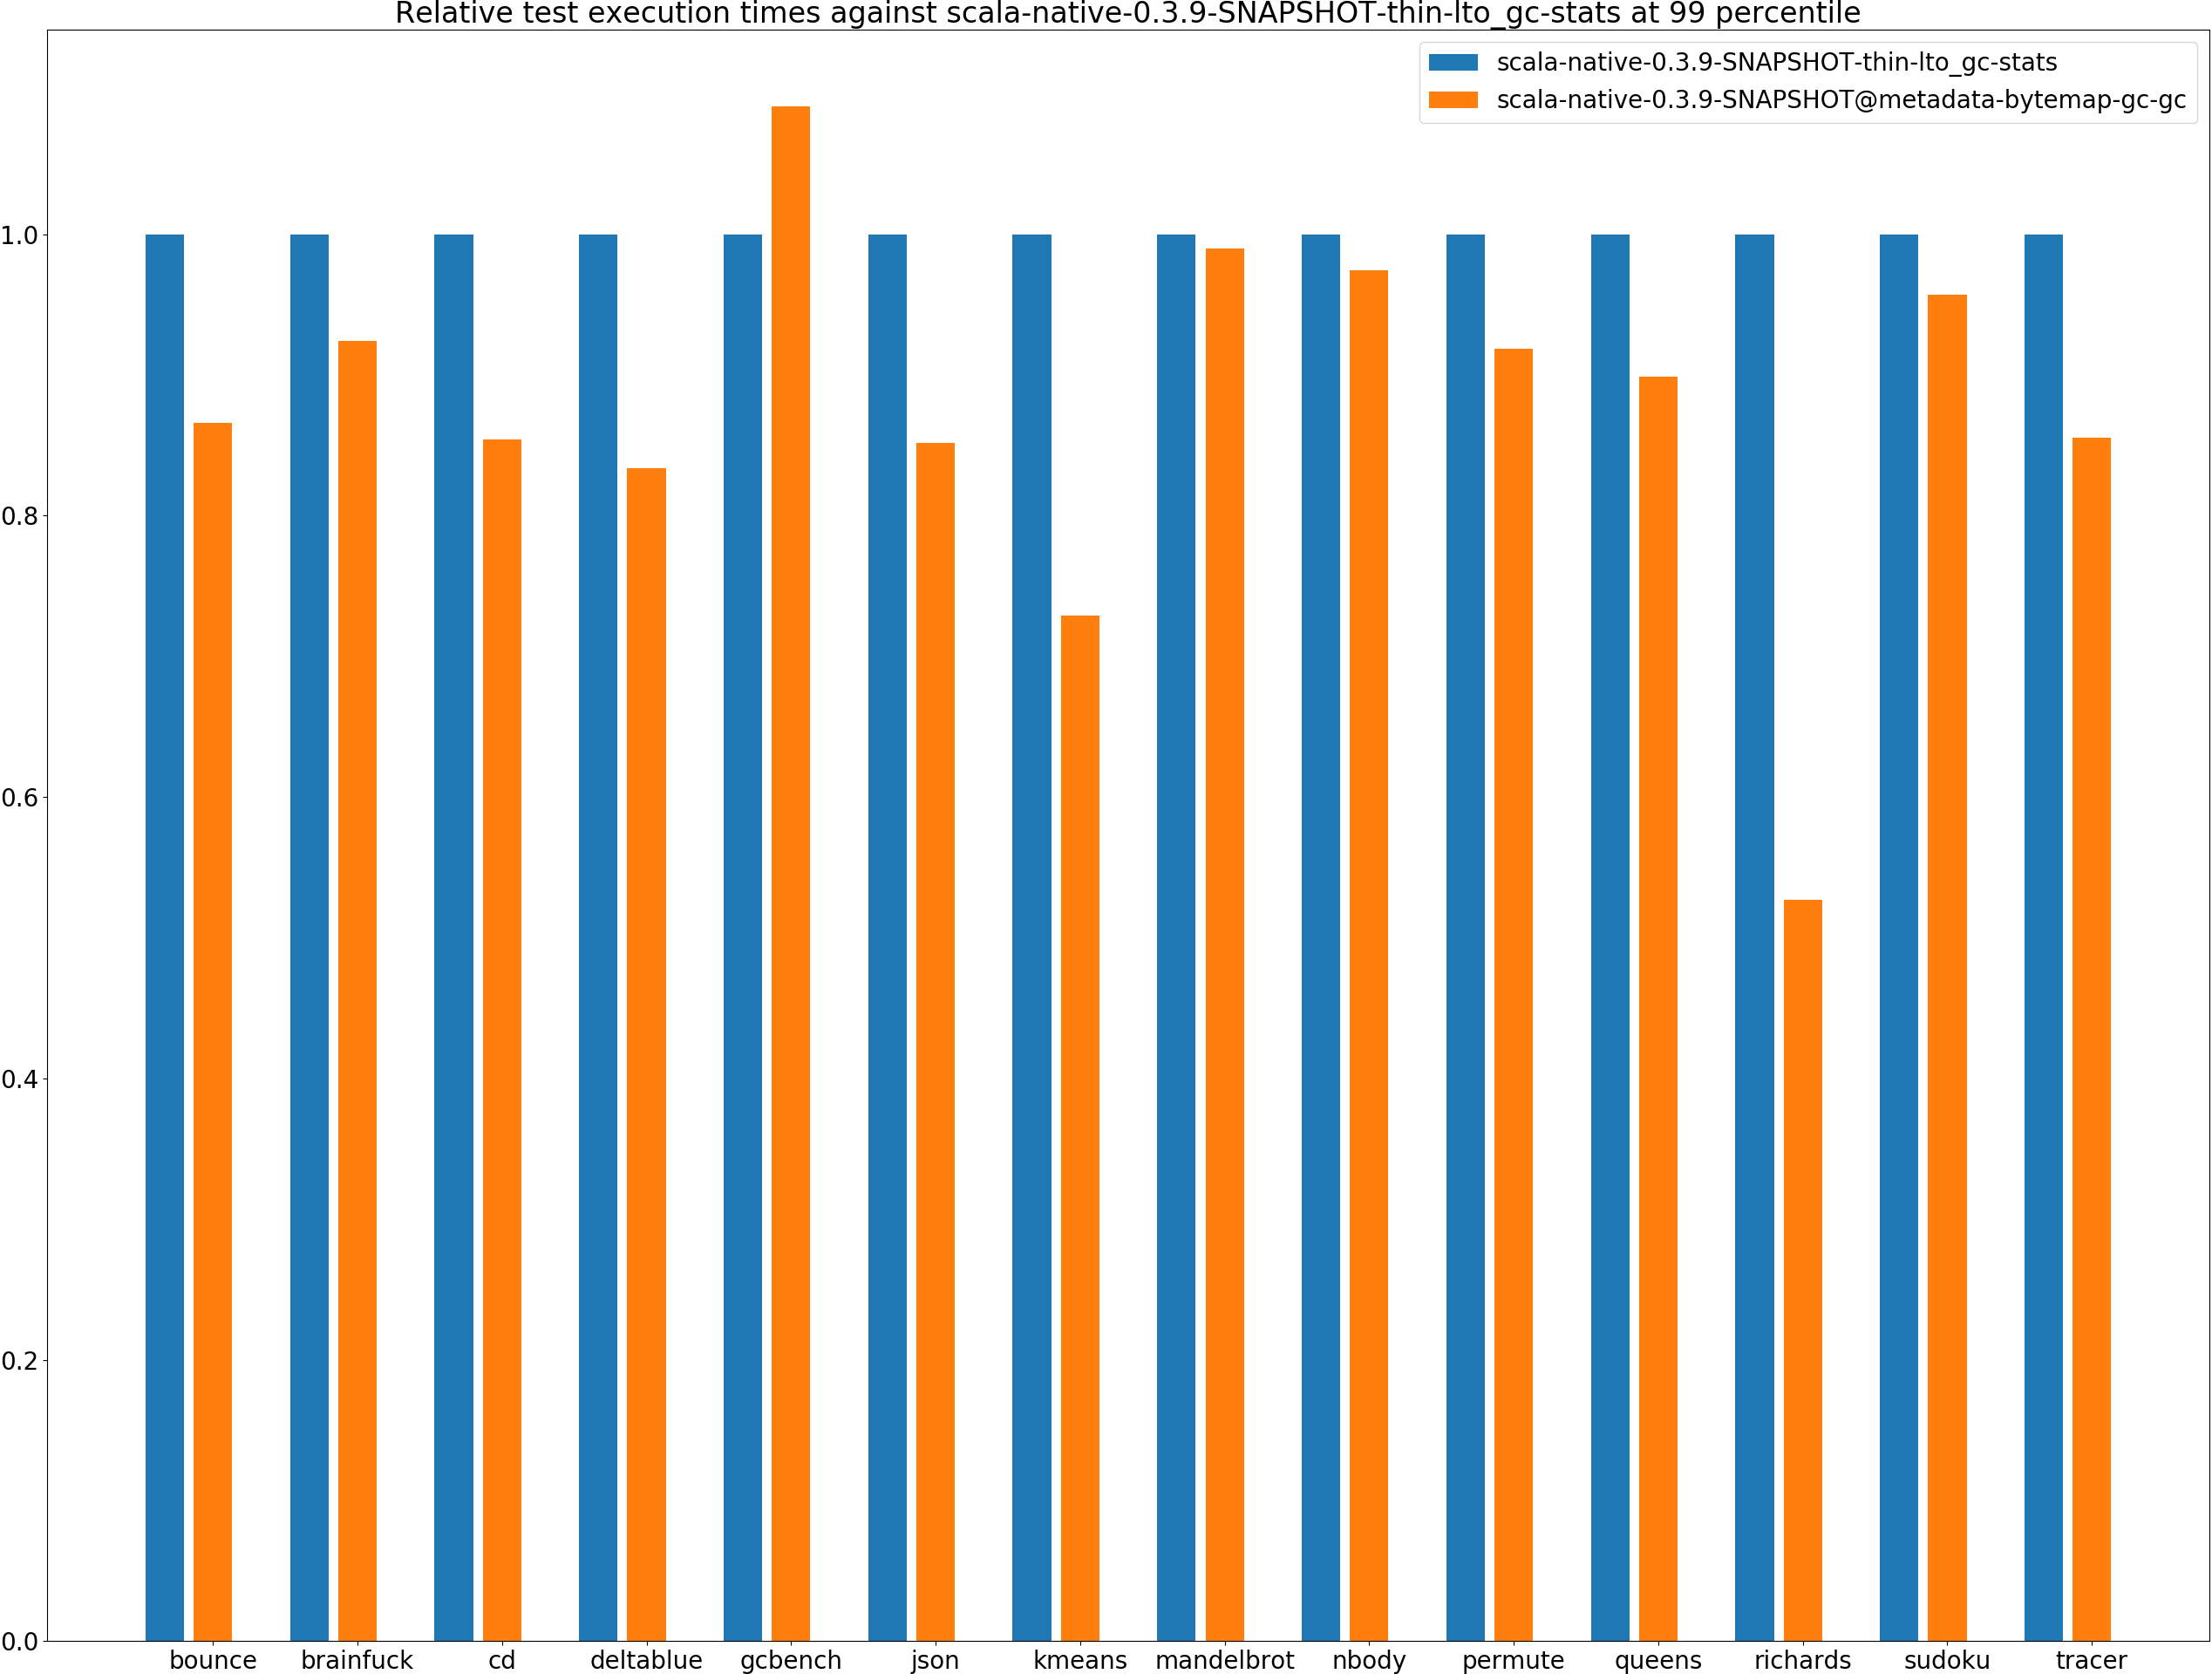 Relative test execution times against scala-native-0.3.9-SNAPSHOT-thin-lto_gc-stats at 99 percentile
scala-native-0.3.9-SNAPSHOT-thin-lto_gc-stats
scala-native-0.3.9-SNAPSHOT@metadata-bytemap-gc-gc
1.0
0.8
0.6
0.4
0.2
0.0
bounce brainfuck cd deltablue gcbench json kmeans mandelbrot nbody permute queens richards sudoku tracer